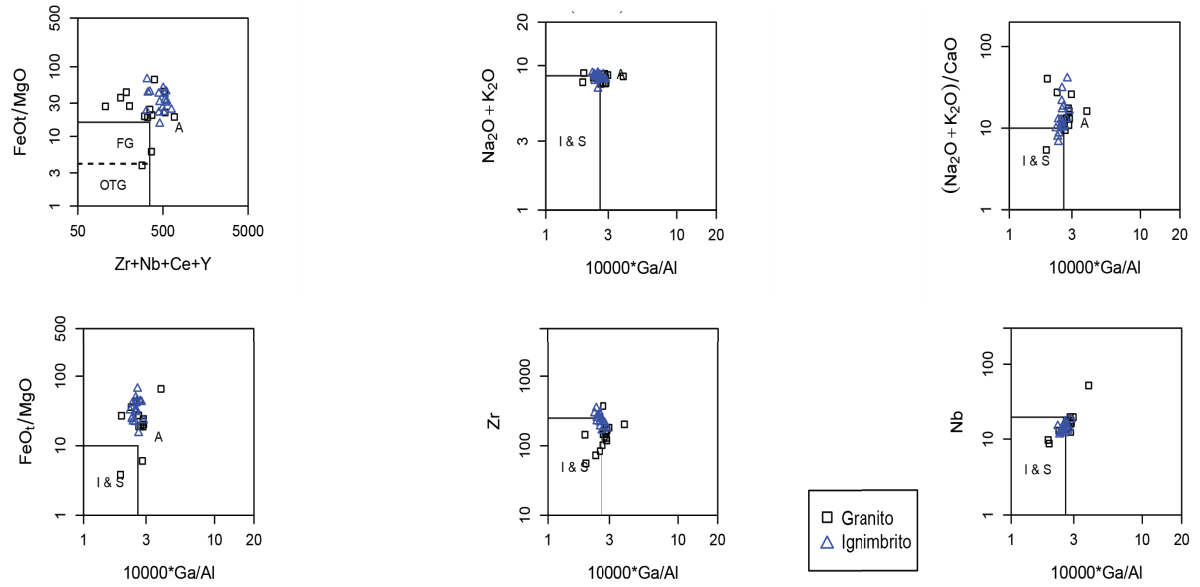 FeOt/MgO
500
100
30
10
3
1
FG
OTG
A
50
500
5000
Zr+Nb+Ce+Y
Na₂O + K₂O
20
10
3
1
I & S
A
1
3
10
20
10000*Ga/Al
(Na₂O + K₂O)/CaO
100
10
1
I & S
A
1
3
10
20
10000*Ga/Al
FeOₜ/MgO
500
100
10
1
I & S
A
1
3
10
20
10000*Ga/Al
Zr
1000
100
10
I & S
1
3
10
20
10000*Ga/Al
Granito
Ignimbrito
Nb
100
10
1
I & S
1
3
10
20
10000*Ga/Al